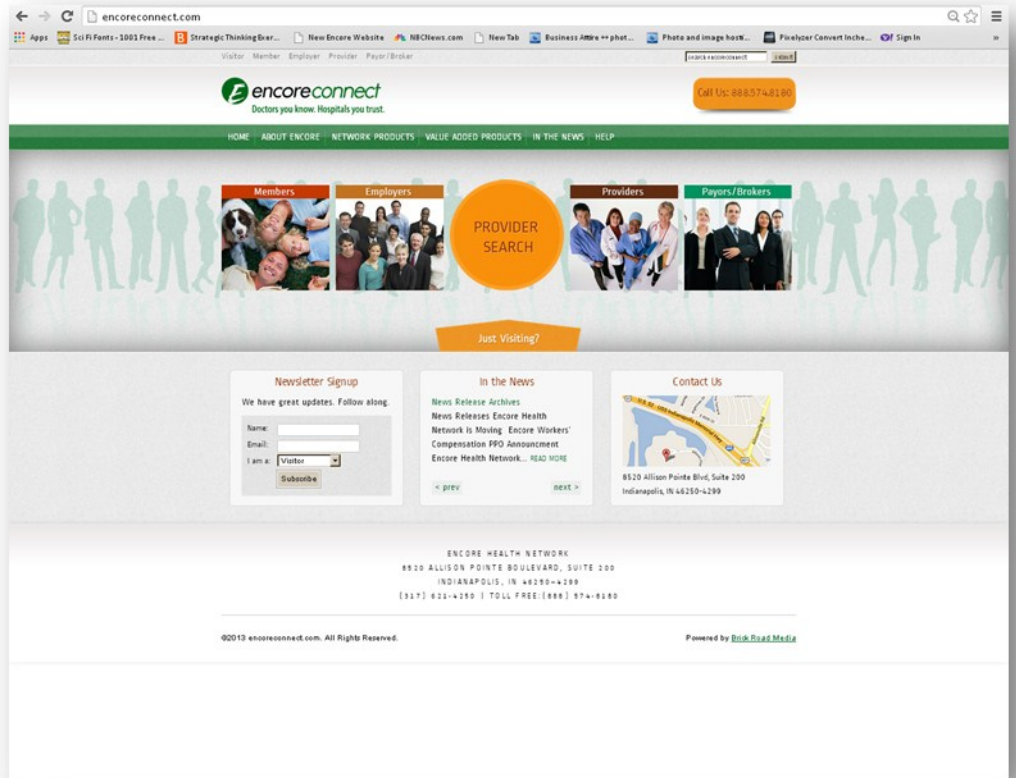 encoreconnect.com
Apps Sci Fi Fonts - 1001 Free ... Strategic Thinking Exer... New Encore Website NBCNews.com New Tab Business Attire ++ phot... Photo and image hosti... Pixelyzer Convert Inche... Sign In »
Visitor Member Employer Provider Payor/Broker
search encoreconnect submit
encoreconnect
Doctors you know. Hospitals you trust.
Call Us: 888.574.8180
HOME ABOUT ENCORE NETWORK PRODUCTS VALUE ADDED PRODUCTS IN THE NEWS HELP
Members
Employers
PROVIDER
SEARCH
Providers
Payors/Brokers
Just Visiting?
Newsletter Signup
We have great updates. Follow along.
Name:
Email:
I am a: Visitor
Subscribe
In the News
News Release Archives
News Releases Encore Health
Network is Moving Encore Workers'
Compensation PPO Announcment
Encore Health Network... READ MORE
< prev next >
Contact Us
8520 Allison Pointe Blvd, Suite 200
Indianapolis, IN 46250-4299
ENCORE HEALTH NETWORK
8520 ALLISON POINTE BOULEVARD, SUITE 200
INDIANAPOLIS, IN 46250-4299
(317) 621-4250 | TOLL FREE:(888) 574-8180
©2013 encoreconnect.com. All Rights Reserved.
Powered by Brick Road Media